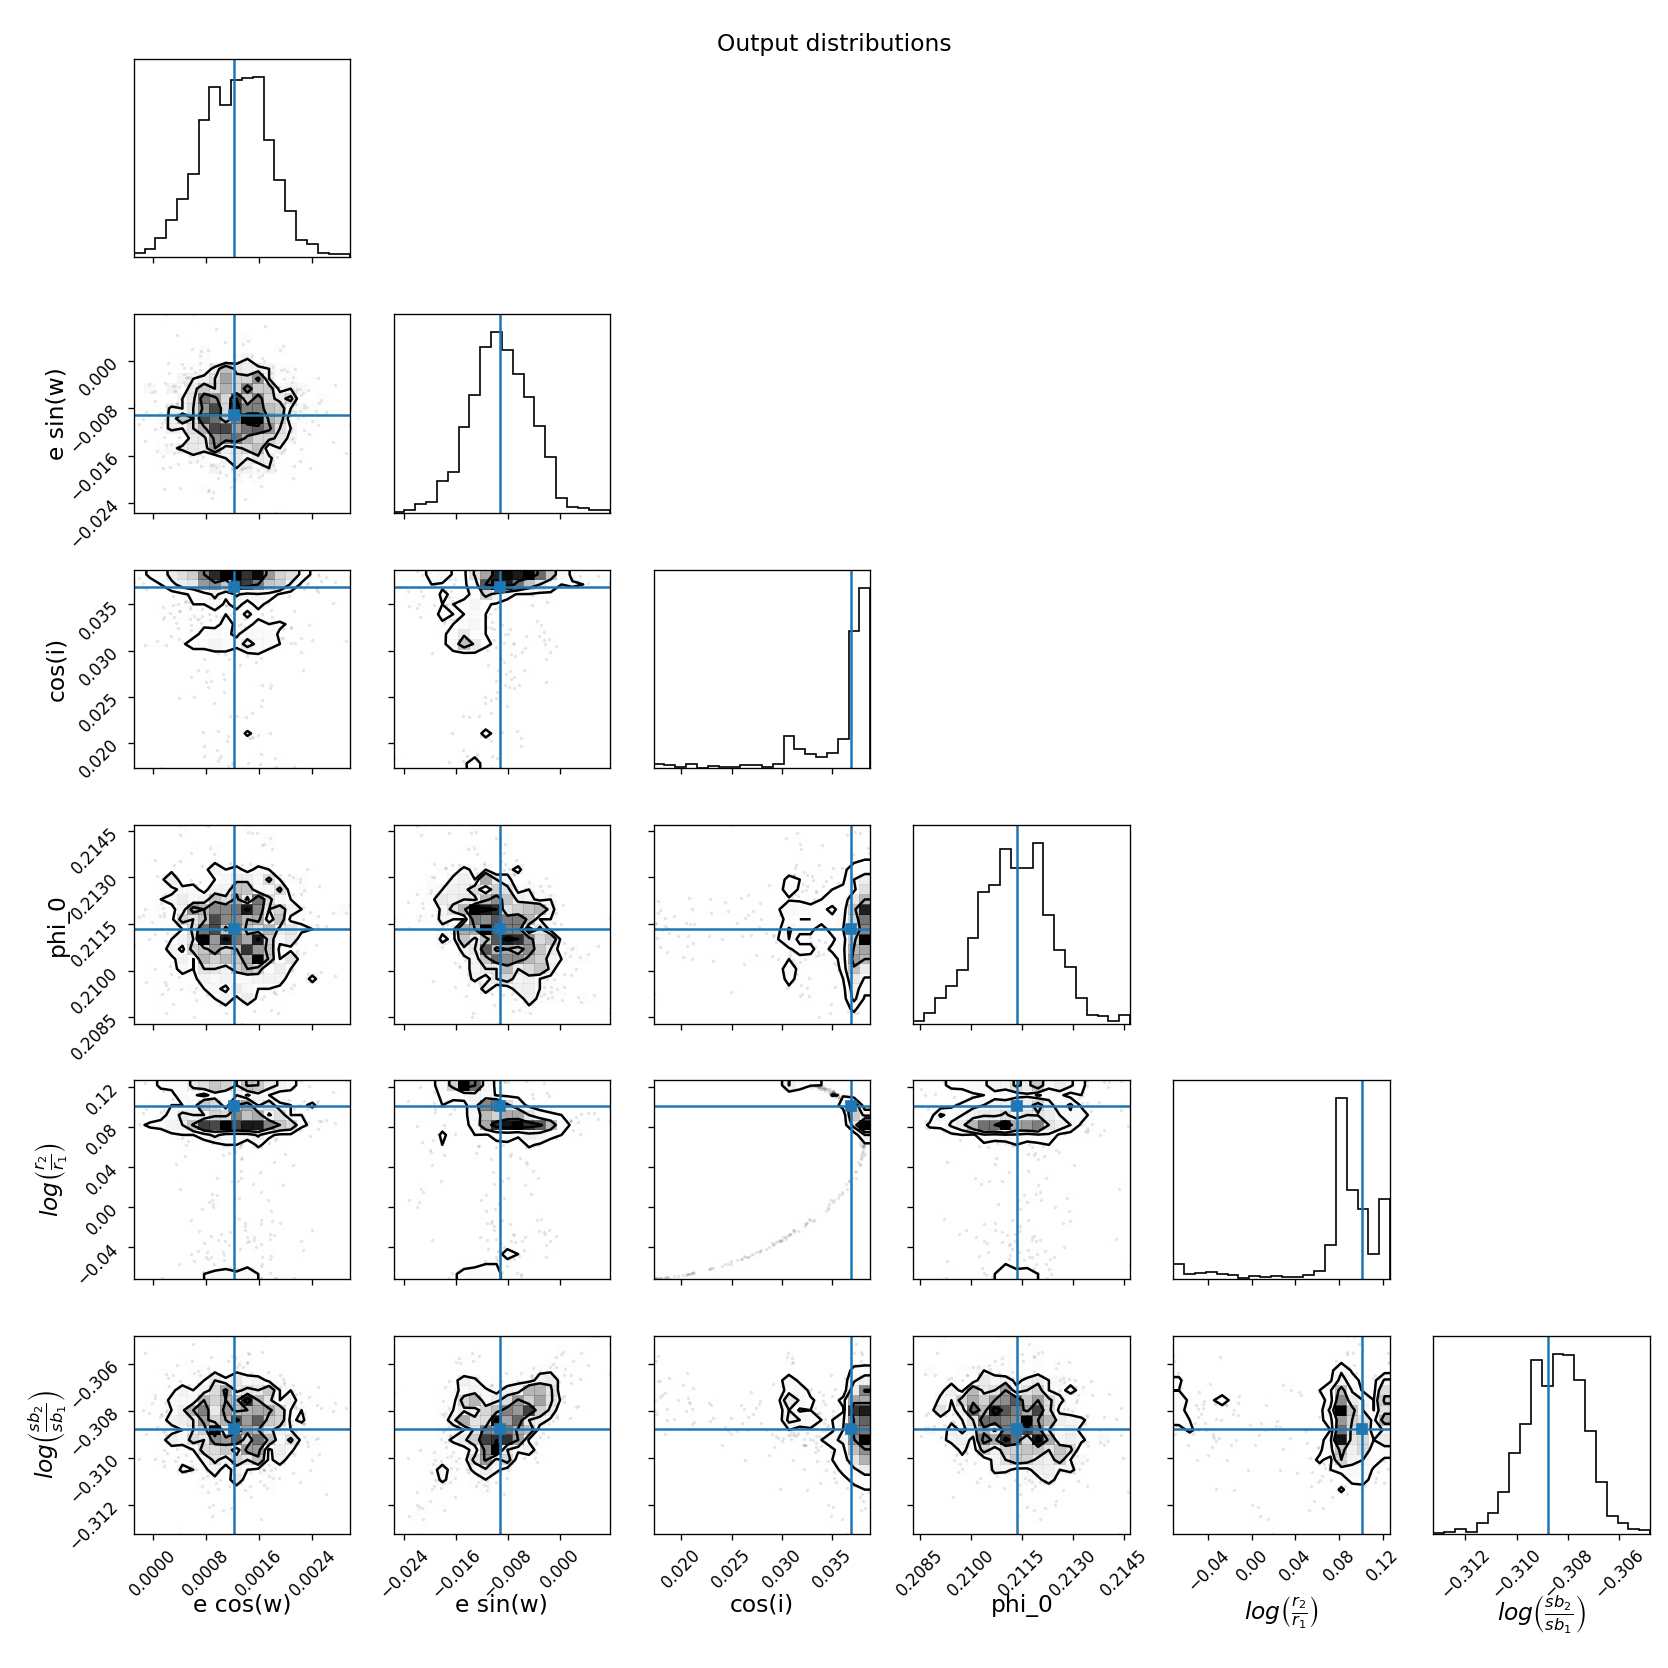 Output distributions
e sin(w)
0.000
−0.008
−0.016
−0.024
cos(i)
0.035
0.030
0.025
0.020
phi_0
0.2145
0.2130
0.2115
0.2100
0.2085
log(r2/r1)
0.12
0.08
0.04
0.00
−0.04
log(sb2/sb1)
−0.306
−0.308
−0.310
−0.312
0.0000 0.0008 0.0016 0.0024
e cos(w)
−0.024 −0.016 −0.008 0.000
e sin(w)
0.020 0.025 0.030 0.035
cos(i)
0.2085 0.2100 0.2115 0.2130 0.2145
phi_0
−0.04 0.00 0.04 0.08 0.12
log(r2/r1)
−0.312 −0.310 −0.308 −0.306
log(sb2/sb1)